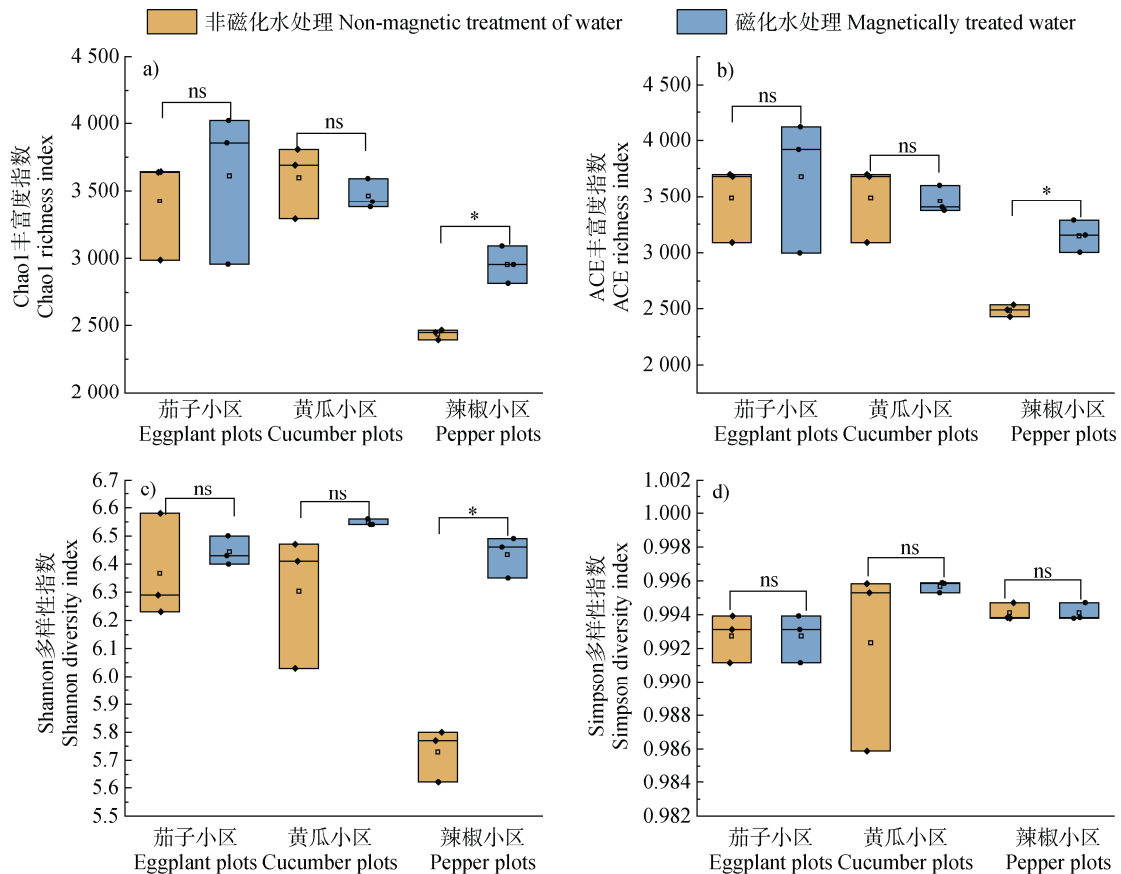 非磁化水处理 Non-magnetic treatment of water
磁化水处理 Magnetically treated water
a)
Chao1丰富度指数
Chao1 richness index
4 500
4 000
3 500
3 000
2 500
2 000
ns
ns
*
茄子小区
Eggplant plots
黄瓜小区
Cucumber plots
辣椒小区
Pepper plots
b)
ACE丰富度指数
ACE richness index
4 500
4 000
3 500
3 000
2 500
2 000
ns
ns
*
茄子小区
Eggplant plots
黄瓜小区
Cucumber plots
辣椒小区
Pepper plots
c)
Shannon多样性指数
Shannon diversity index
6.7
6.6
6.5
6.4
6.3
6.2
6.1
6.0
5.9
5.8
5.7
5.6
5.5
ns
ns
*
茄子小区
Eggplant plots
黄瓜小区
Cucumber plots
辣椒小区
Pepper plots
d)
Simpson多样性指数
Simpson diversity index
1.002
1.000
0.998
0.996
0.994
0.992
0.990
0.988
0.986
0.984
0.982
ns
ns
ns
茄子小区
Eggplant plots
黄瓜小区
Cucumber plots
辣椒小区
Pepper plots